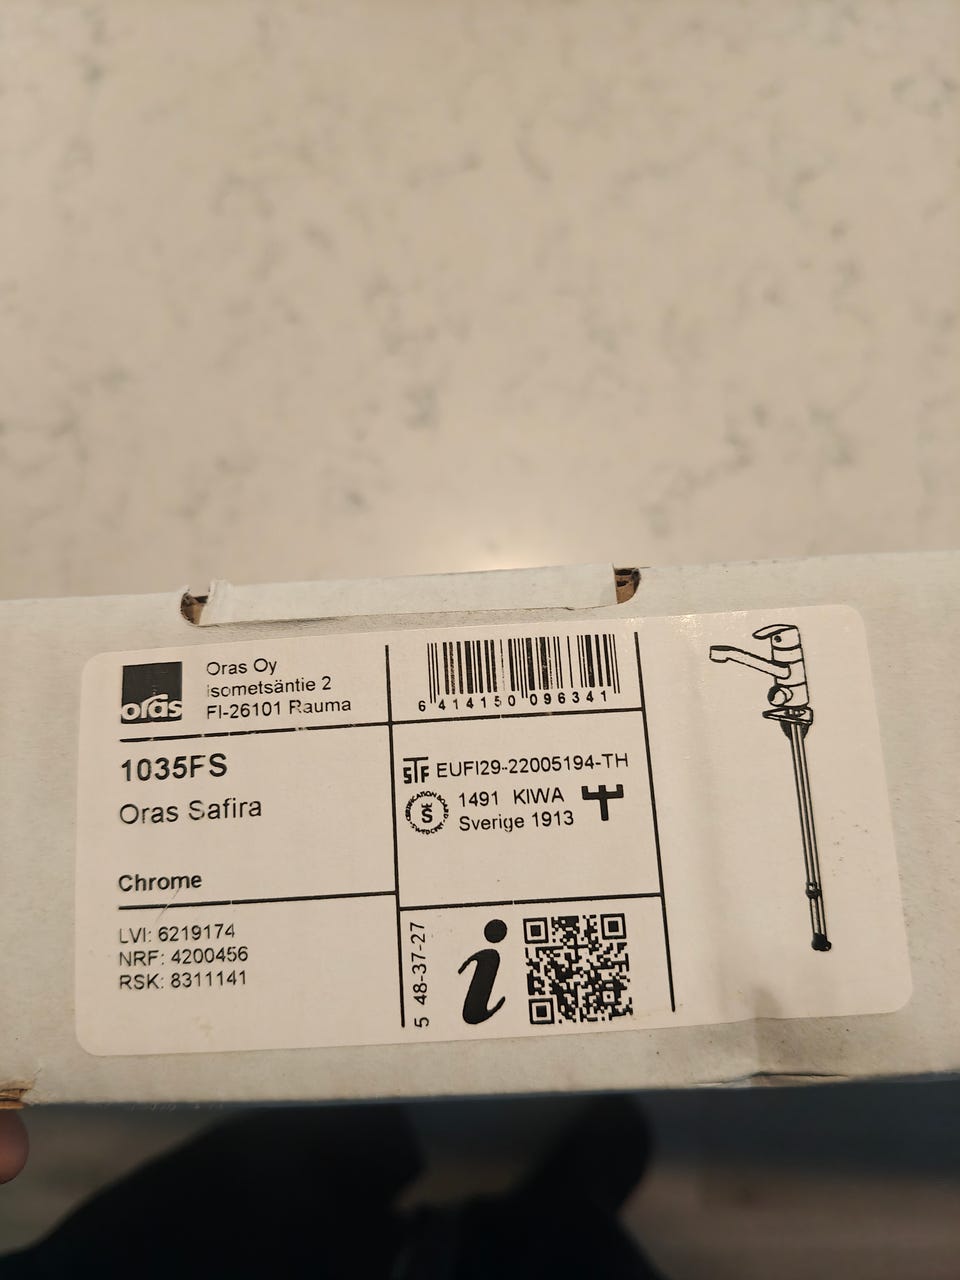 oras
Oras Oy
Isometsäntie 2
FI-26101 Rauma
1035FS
Oras Safira
Chrome
LVI: 6219174
NRF: 4200456
RSK: 8311141
6 414150 096341
STF EUFI29-22005194-TH
1491 KIWA
Sverige 1913
5 48-37-27
i